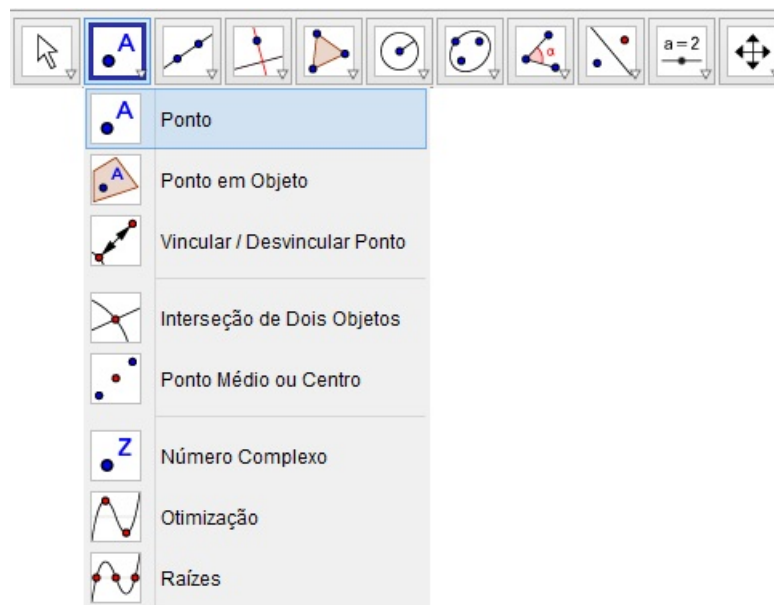 A
α
a=2
A
Ponto
A
Ponto em Objeto
Vincular / Desvincular Ponto
Interseção de Dois Objetos
Ponto Médio ou Centro
Z
Número Complexo
Otimização
Raízes